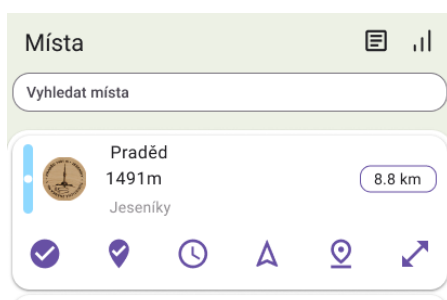 Místa
Vyhledat místa
Praděd
1491m
8.8 km
Jeseníky